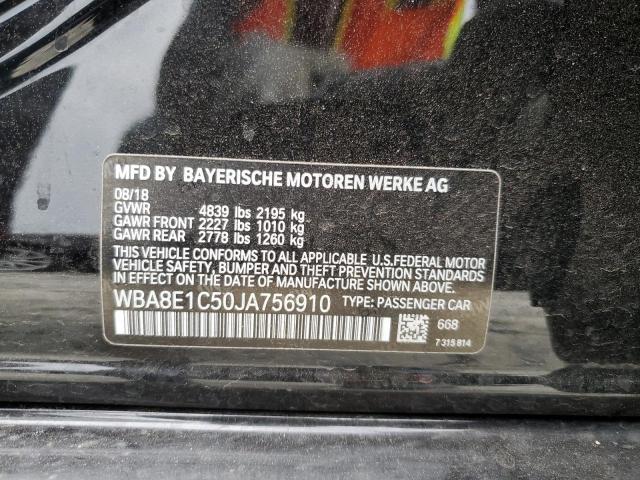 MFD BY BAYERISCHE MOTOREN WERKE AG
08/18
GVWR 4839 lbs 2195 kg
GAWR FRONT 2227 lbs 1010 kg
GAWR REAR 2778 lbs 1260 kg
THIS VEHICLE CONFORMS TO ALL APPLICABLE U.S.FEDERAL MOTOR
VEHICLE SAFETY, BUMPER AND THEFT PREVENTION STANDARDS
IN EFFECT ON THE DATE OF MANUFACTURE SHOWN ABOVE.
WBA8E1C50JA756910 TYPE: PASSENGER CAR
668
7 315 814